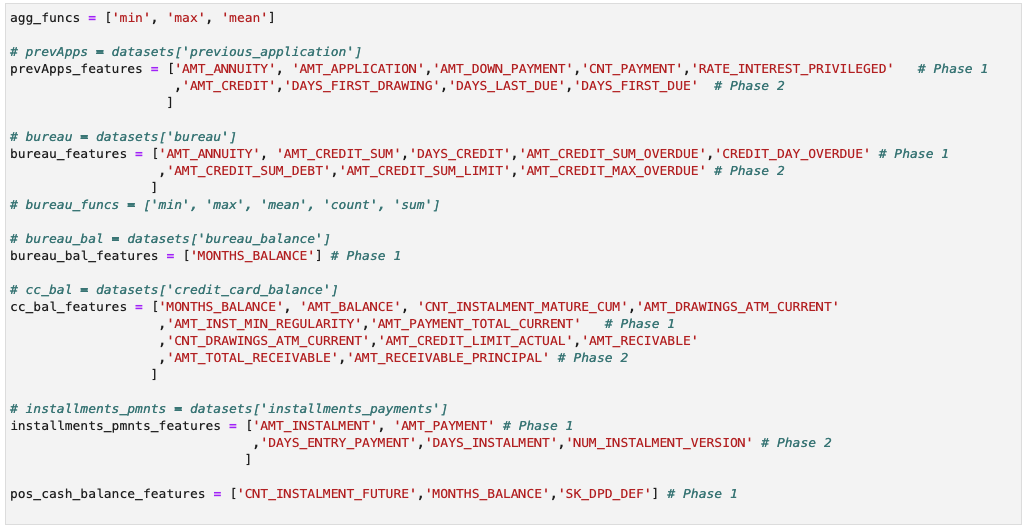 agg_funcs = ['min', 'max', 'mean']
# prevApps = datasets['previous_application']
prevApps_features = ['AMT_ANNUITY', 'AMT_APPLICATION','AMT_DOWN_PAYMENT','CNT_PAYMENT','RATE_INTEREST_PRIVILEGED'   # Phase 1
                    ,'AMT_CREDIT','DAYS_FIRST_DRAWING','DAYS_LAST_DUE','DAYS_FIRST_DUE'  # Phase 2
                    ]
# bureau = datasets['bureau']
bureau_features = ['AMT_ANNUITY', 'AMT_CREDIT_SUM','DAYS_CREDIT','AMT_CREDIT_SUM_OVERDUE','CREDIT_DAY_OVERDUE' # Phase 1
                   ,'AMT_CREDIT_SUM_DEBT','AMT_CREDIT_SUM_LIMIT','AMT_CREDIT_MAX_OVERDUE' # Phase 2
                  ]
# bureau_funcs = ['min', 'max', 'mean', 'count', 'sum']
# bureau_bal = datasets['bureau_balance']
bureau_bal_features = ['MONTHS_BALANCE'] # Phase 1
# cc_bal = datasets['credit_card_balance']
cc_bal_features = ['MONTHS_BALANCE', 'AMT_BALANCE', 'CNT_INSTALMENT_MATURE_CUM','AMT_DRAWINGS_ATM_CURRENT'
                   ,'AMT_INST_MIN_REGULARITY','AMT_PAYMENT_TOTAL_CURRENT'   # Phase 1
                   ,'CNT_DRAWINGS_ATM_CURRENT','AMT_CREDIT_LIMIT_ACTUAL','AMT_RECIVABLE'
                   ,'AMT_TOTAL_RECEIVABLE','AMT_RECEIVABLE_PRINCIPAL' # Phase 2
                  ]
# installments_pmnts = datasets['installments_payments']
installments_pmnts_features = ['AMT_INSTALMENT', 'AMT_PAYMENT' # Phase 1
                               ,'DAYS_ENTRY_PAYMENT','DAYS_INSTALMENT','NUM_INSTALMENT_VERSION' # Phase 2
                              ]
pos_cash_balance_features = ['CNT_INSTALMENT_FUTURE','MONTHS_BALANCE','SK_DPD_DEF'] # Phase 1